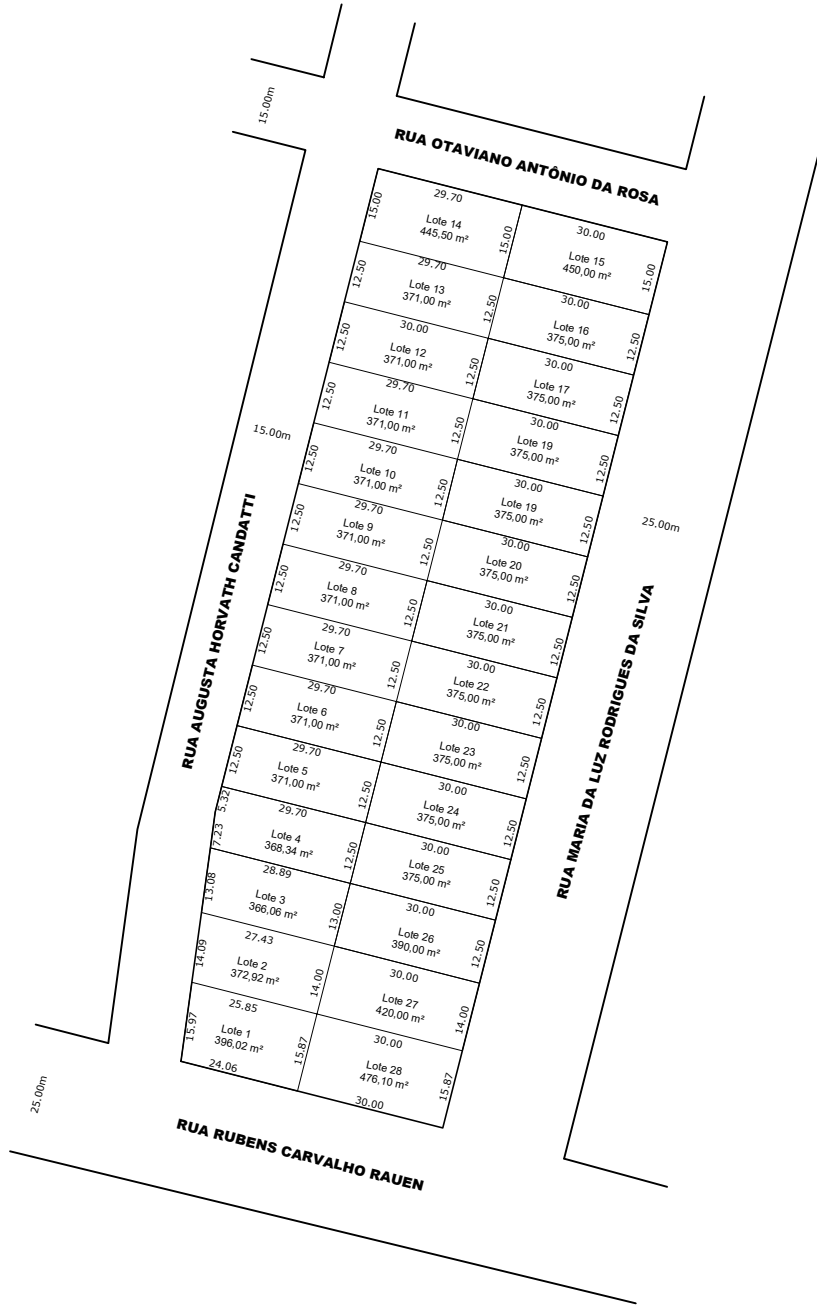 15.00m
RUA OTAVIANO ANTÔNIO DA ROSA
29.70
15.00
Lote 14
445,50 m²
15.00
30.00
Lote 15
450,00 m²
15.00
29.70
12.50
Lote 13
371,00 m²
12.50
30.00
Lote 16
375,00 m²
12.50
30.00
12.50
Lote 12
371,00 m²
12.50
30.00
Lote 17
375,00 m²
12.50
29.70
12.50
Lote 11
371,00 m²
12.50
30.00
Lote 19
375,00 m²
12.50
15.00m
29.70
12.50
Lote 10
371,00 m²
12.50
30.00
Lote 19
375,00 m²
12.50
25.00m
29.70
12.50
Lote 9
371,00 m²
12.50
30.00
Lote 20
375,00 m²
12.50
RUA AUGUSTA HORVATH CANDATTI
29.70
12.50
Lote 8
371,00 m²
12.50
30.00
Lote 21
375,00 m²
12.50
29.70
12.50
Lote 7
371,00 m²
12.50
30.00
Lote 22
375,00 m²
12.50
RUA MARIA DA LUZ RODRIGUES DA SILVA
29.70
12.50
Lote 6
371,00 m²
12.50
30.00
Lote 23
375,00 m²
12.50
29.70
12.50
Lote 5
371,00 m²
12.50
30.00
Lote 24
375,00 m²
12.50
5.32
7.23
29.70
Lote 4
368,34 m²
12.50
30.00
Lote 25
375,00 m²
12.50
28.89
13.08
Lote 3
366,06 m²
13.00
30.00
Lote 26
390,00 m²
12.50
27.43
14.09
Lote 2
372,92 m²
14.00
30.00
Lote 27
420,00 m²
14.00
25.85
15.97
Lote 1
396,02 m²
15.87
24.06
30.00
Lote 28
476,10 m²
15.87
30.00
25.00m
RUA RUBENS CARVALHO RAUEN